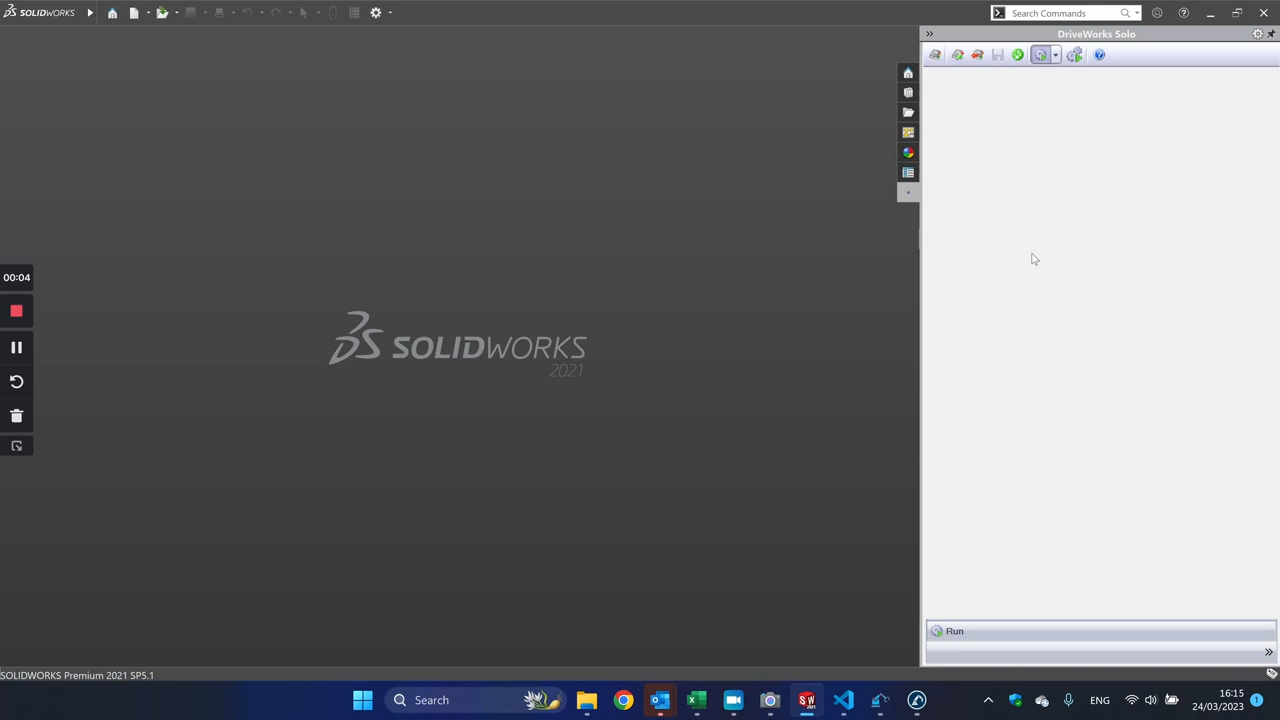 SOLIDWORKS
Search Commands
DriveWorks Solo
00:04
SOLIDWORKS
2021
Run
SOLIDWORKS Premium 2021 SP5.1
Search
ENG
16:15
24/03/2023
1